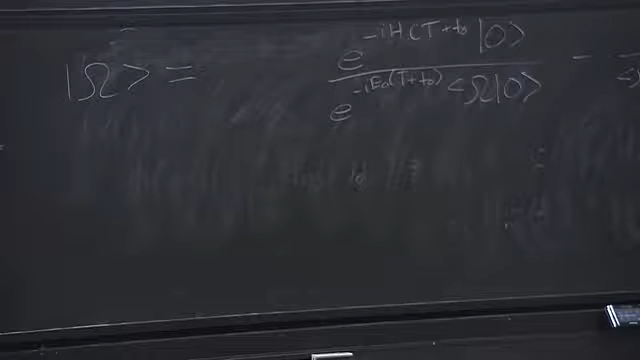 |Ω> = e^{-iH(T+t₀} |0> / e^{-iE₀(T+t₀)} <Ω|0> -